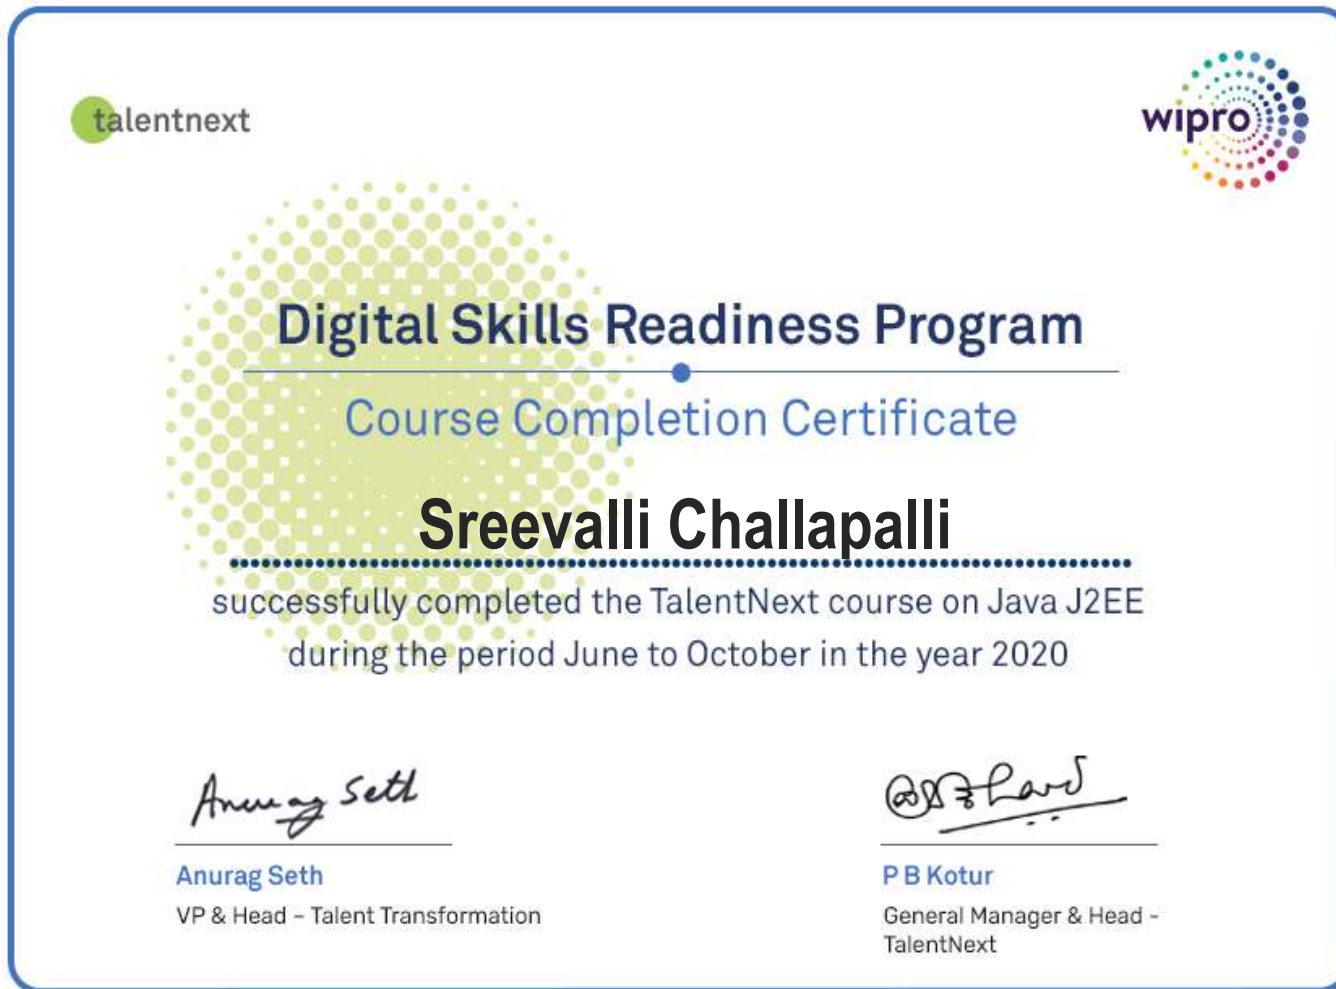 talentnext
wipro
Digital Skills Readiness Program
Course Completion Certificate
Sreevalli Challapalli
successfully completed the TalentNext course on Java J2EE
during the period June to October in the year 2020
Anurag Seth
Anurag Seth
VP & Head – Talent Transformation
P B Kotur
General Manager & Head -
TalentNext